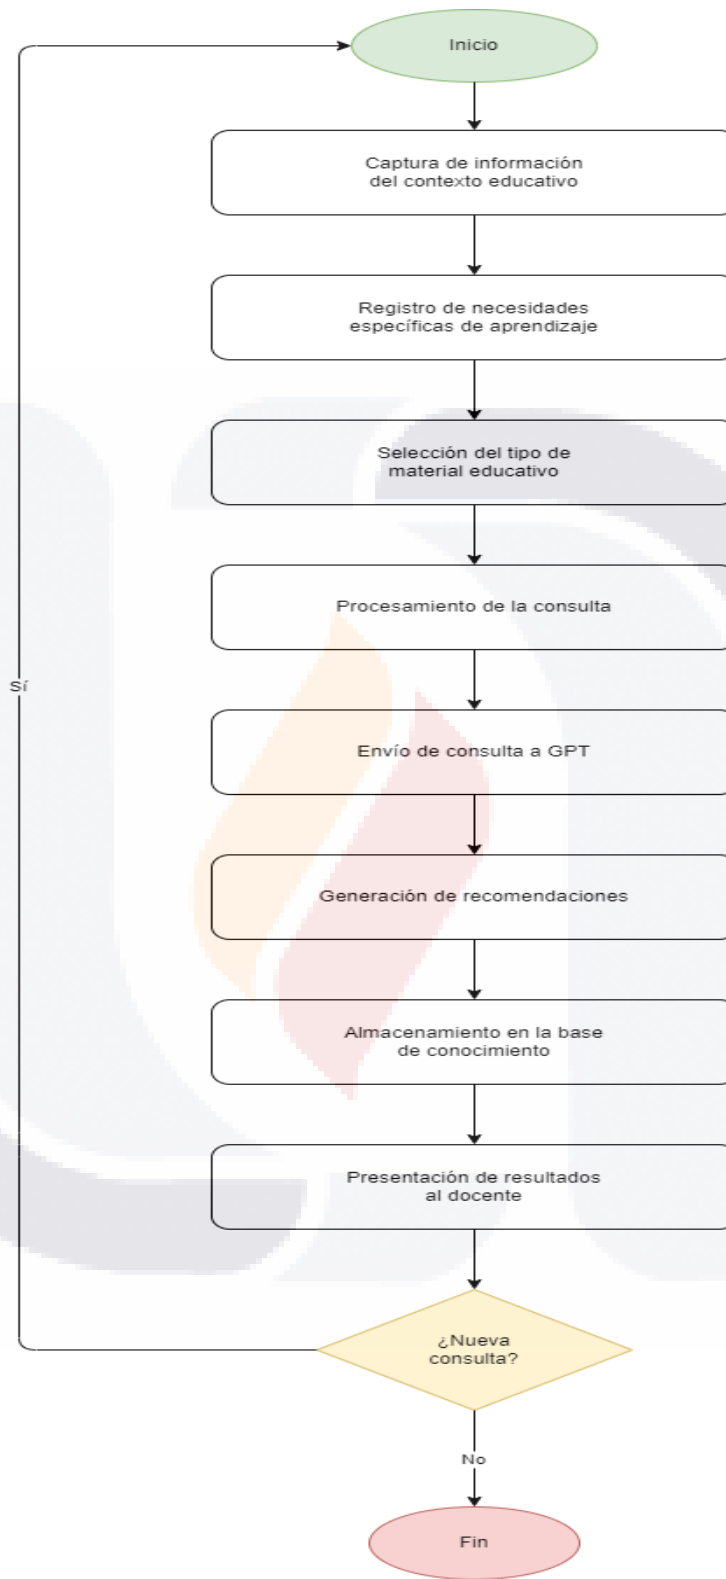 Inicio
Captura de información
del contexto educativo
Registro de necesidades
específicas de aprendizaje
Selección del tipo de
material educativo
Procesamiento de la consulta
Sí
Envío de consulta a GPT
Generación de recomendaciones
Almacenamiento en la base
de conocimiento
Presentación de resultados
al docente
¿Nueva
consulta?
No
Fin